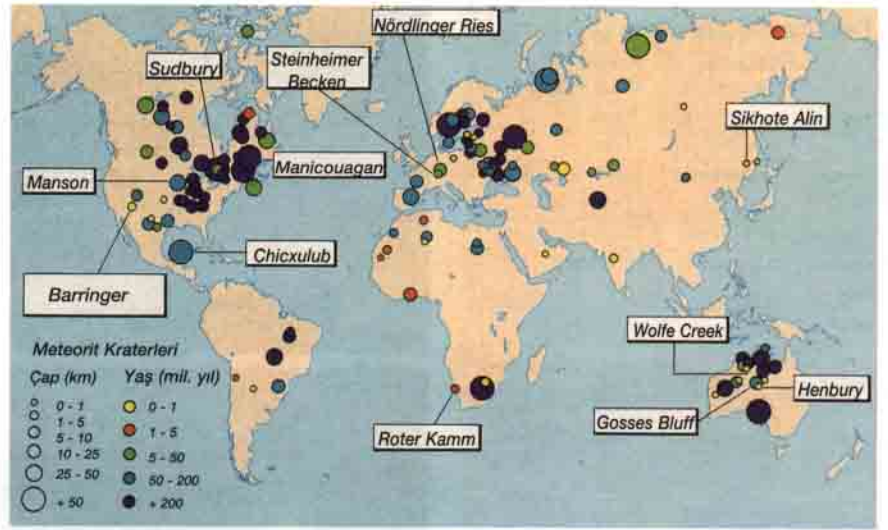 Nördlinger Ries
Steinheimer
Becken
Sudbury
Sikhote Alin
Manicouagan
Manson
Chicxulub
Barringer
Wolfe Creek
Henbury
Gosses Bluff
Roter Kamm
Meteorit Kraterleri
Çap (km)
0 - 1
1 - 5
5 - 10
10 - 25
25 - 50
+ 50
Yaş (mil. yıl)
0 - 1
1 - 5
5 - 50
50 - 200
+ 200